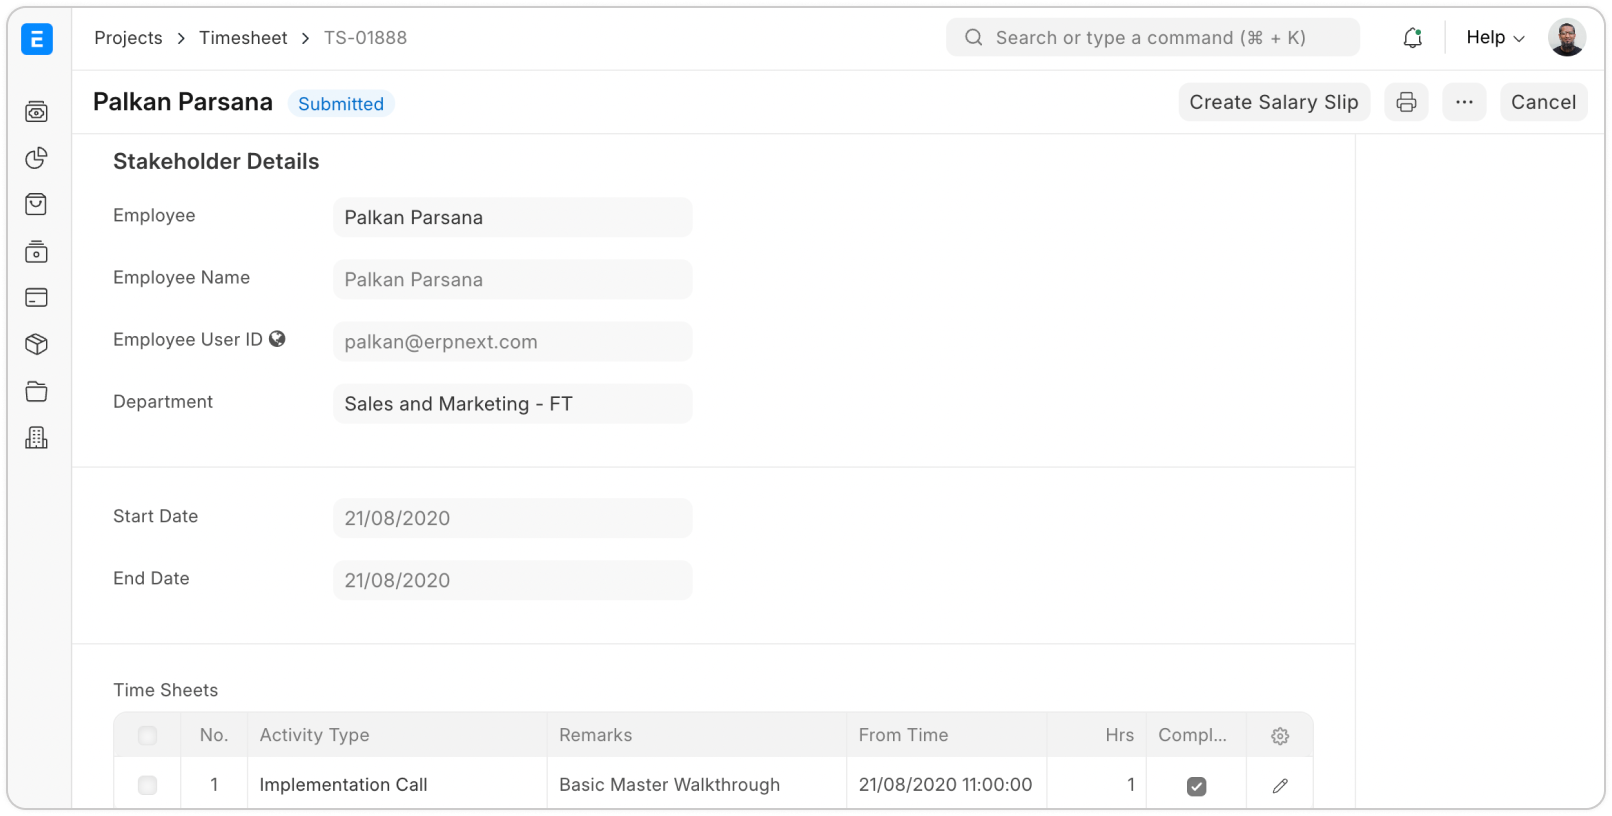 E
Projects > Timesheet > TS-01888
Search or type a command (⌘ + K)
Help
Palkan Parsana Submitted
Create Salary Slip ··· Cancel
Stakeholder Details
Employee Palkan Parsana
Employee Name Palkan Parsana
Employee User ID palkan@erpnext.com
Department Sales and Marketing - FT
Start Date 21/08/2020
End Date 21/08/2020
Time Sheets
No. Activity Type Remarks From Time Hrs Compl...
1 Implementation Call Basic Master Walkthrough 21/08/2020 11:00:00 1